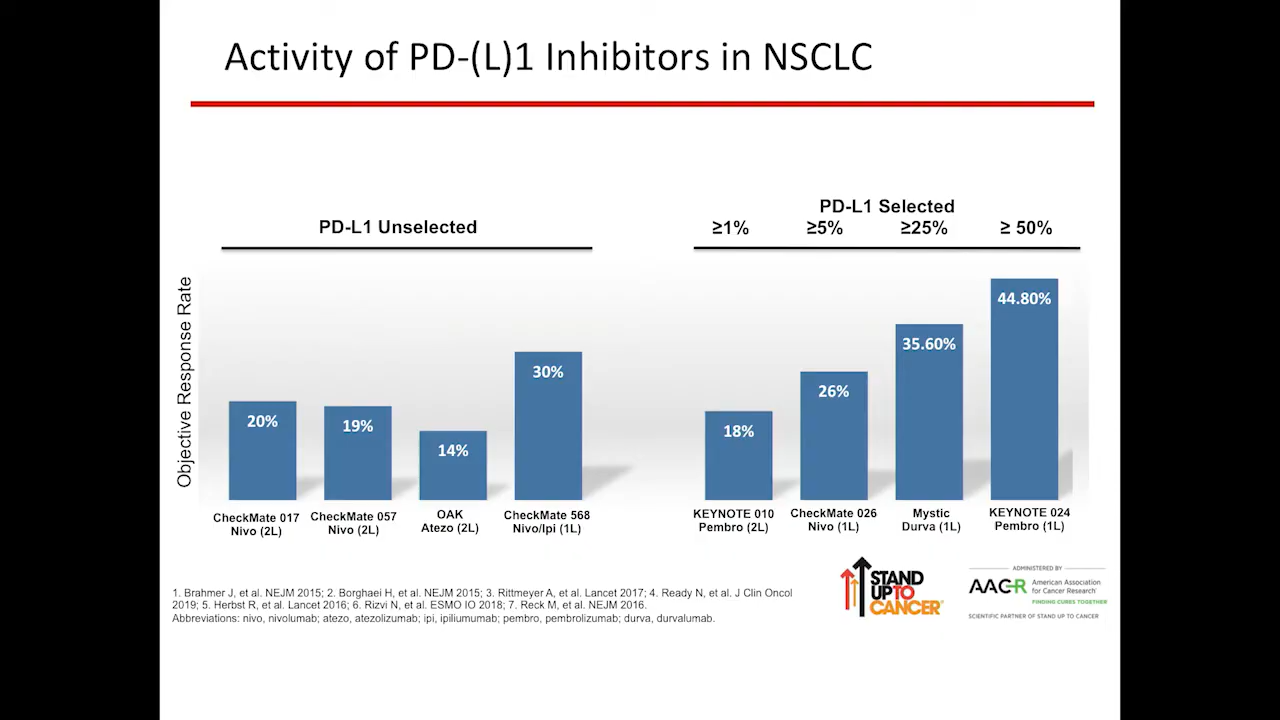 Activity of PD-(L)1 Inhibitors in NSCLC
PD-L1 Unselected
PD-L1 Selected
≥1% ≥5% ≥25% ≥ 50%
Objective Response Rate
20%
19%
14%
30%
18%
26%
35.60%
44.80%
CheckMate 017
Nivo (2L)
CheckMate 057
Nivo (2L)
OAK
Atezo (2L)
CheckMate 568
Nivo/Ipi (1L)
KEYNOTE 010
Pembro (2L)
CheckMate 026
Nivo (1L)
Mystic
Durva (1L)
KEYNOTE 024
Pembro (1L)
1. Brahmer J, et al. NEJM 2015; 2. Borghaei H, et al. NEJM 2015; 3. Rittmeyer A, et al. Lancet 2017; 4. Ready N, et al. J Clin Oncol
2019; 5. Herbst R, et al. Lancet 2016; 6. Rizvi N, et al. ESMO IO 2018; 7. Reck M, et al. NEJM 2016.
Abbreviations: nivo, nivolumab; atezo, atezolizumab; ipi, ipiliumumab; pembro, pembrolizumab; durva, durvalumab.
STAND
UP TO
CANCER
ADMINISTERED BY
AACR
American Association
for Cancer Research
FINDING CURES TOGETHER
SCIENTIFIC PARTNER OF STAND UP TO CANCER